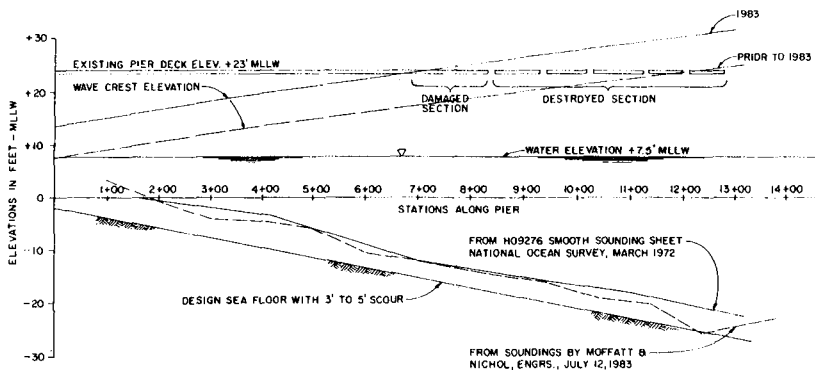 1983
+30
EXISTING PIER DECK ELEV. +23' MLLW
PRIOR TO 1983
+20
WAVE CREST ELEVATION
DAMAGED
SECTION
DESTROYED SECTION
+10
WATER ELEVATION +7.5' MLLW
ELEVATIONS IN FEET - MLLW
0
1+00 2+00 3+00 4+00 5+00 6+00 7+00 8+00 9+00 10+00 11+00 12+00 13+00 14+00
STATIONS ALONG PIER
-10
FROM H09276 SMOOTH SOUNDING SHEET
NATIONAL OCEAN SURVEY, MARCH 1972
-20
DESIGN SEA FLOOR WITH 3' TO 5' SCOUR
-30
FROM SOUNDINGS BY MOFFATT &
NICHOL, ENGRS., JULY 12, 1983